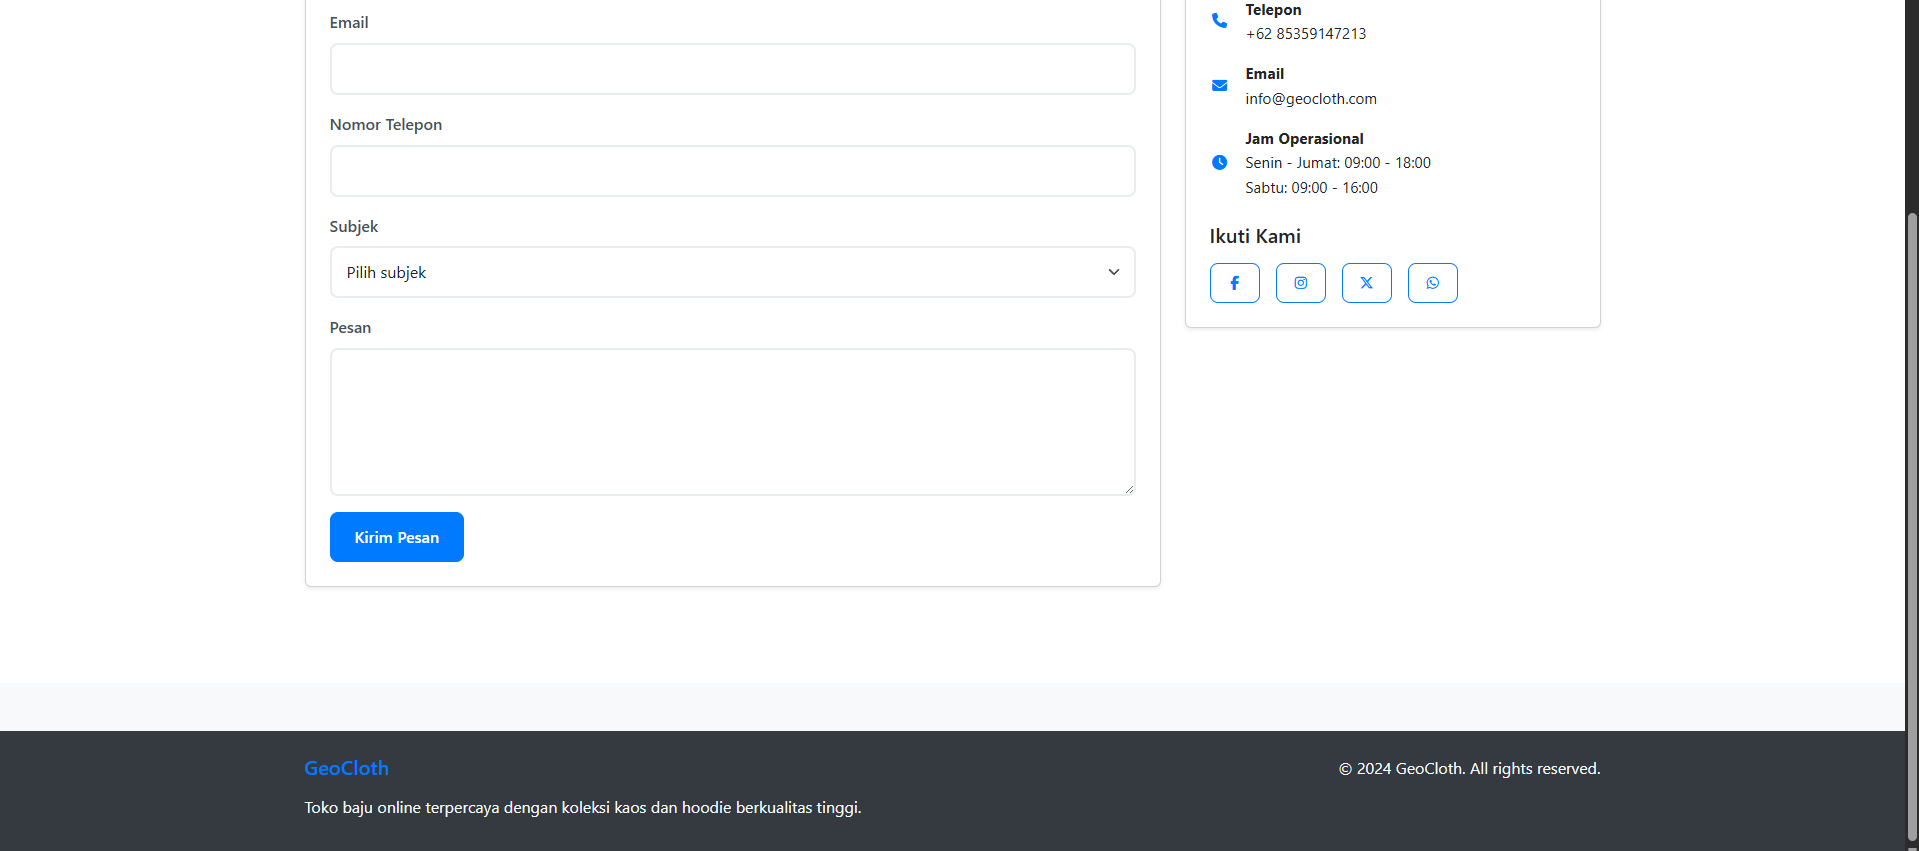 Email
Nomor Telepon
Subjek
Pilih subjek
Pesan
Kirim Pesan
Telepon
+62 85359147213
Email
info@geocloth.com
Jam Operasional
Senin - Jumat: 09:00 - 18:00
Sabtu: 09:00 - 16:00
Ikuti Kami
GeoCloth
Toko baju online terpercaya dengan koleksi kaos dan hoodie berkualitas tinggi.
© 2024 GeoCloth. All rights reserved.